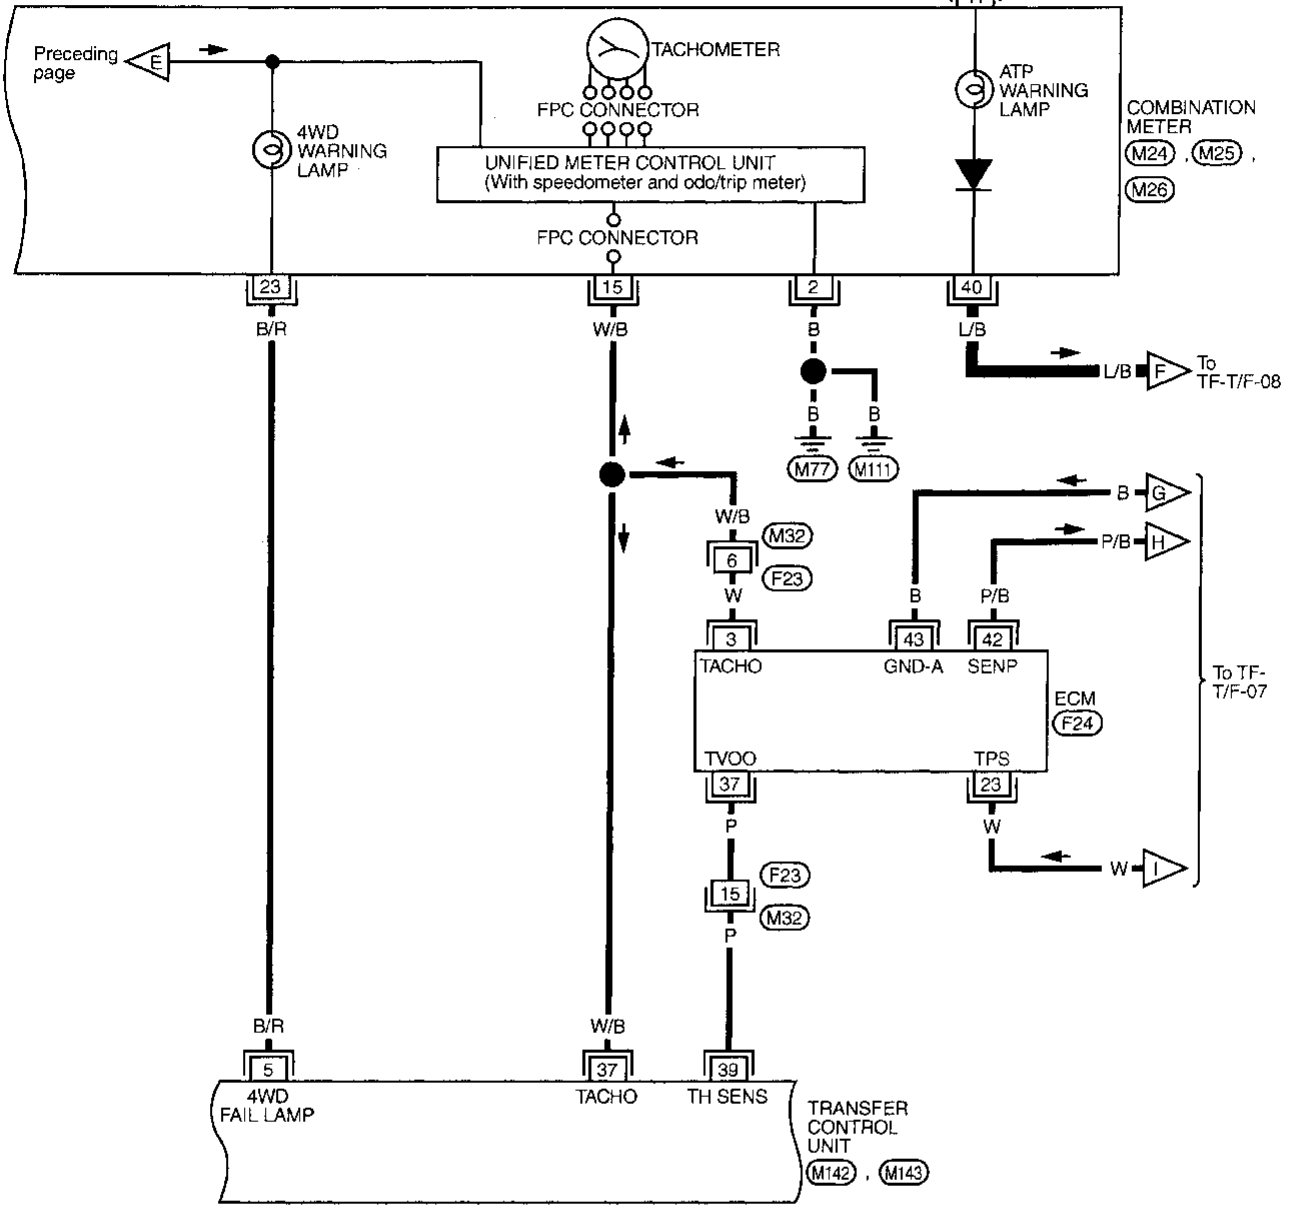 Preceding
page
E
TACHOMETER
FPC CONNECTOR
4WD
WARNING
LAMP
UNIFIED METER CONTROL UNIT
(With speedometer and odo/trip meter)
FPC CONNECTOR
ATP
WARNING
LAMP
COMBINATION
METER
M24 , M25 ,
M26
23
15
2
40
B/R
W/B
B
L/B
L/B
F
To
TF-T/F-08
B
B
M77
M111
B
G
W/B
M32
6
F23
W
P/B
H
B
P/B
3
43
42
TACHO
GND-A
SENP
ECM
F24
To TF-
T/F-07
TVOO
TPS
37
23
P
W
W
I
F23
15
M32
P
B/R
W/B
5
37
39
4WD
FAIL LAMP
TACHO
TH SENS
TRANSFER
CONTROL
UNIT
M142 , M143